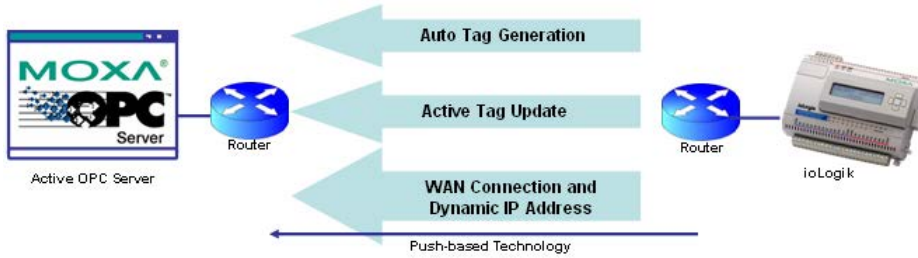 MOXA®
OPC
Server
Active OPC Server
Router
Auto Tag Generation
Active Tag Update
WAN Connection and
Dynamic IP Address
Push-based Technology
Router
ioLogik